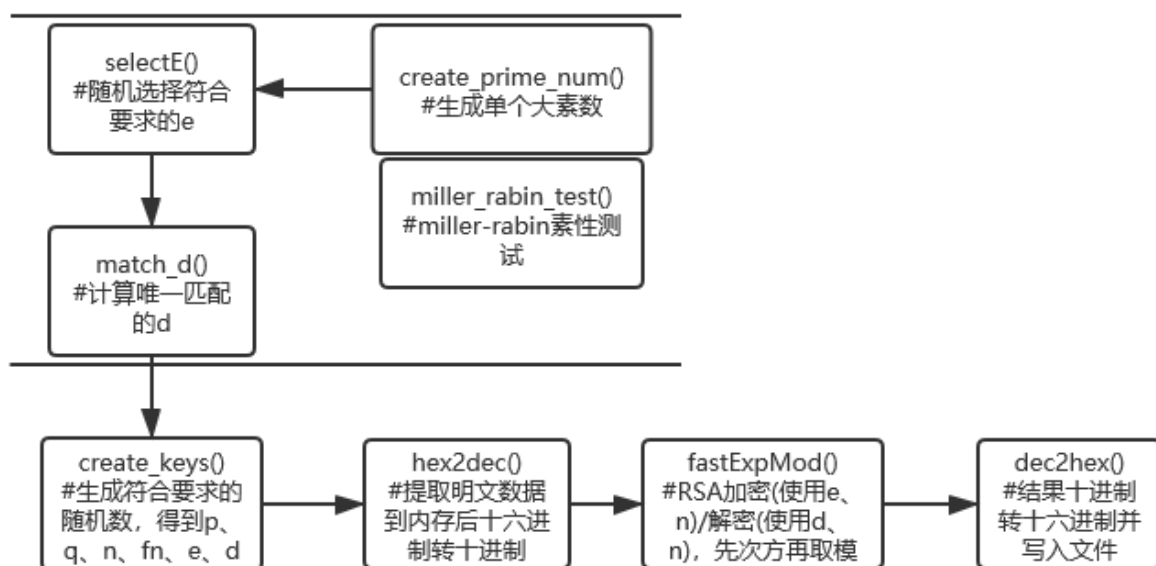 selectE()
#随机选择符合
要求的e
create_prime_num()
#生成单个大素数
miller_rabin_test()
#miller-rabin素性测
试
match_d()
#计算唯一匹配
的d
create_keys()
#生成符合要求的
随机数，得到p、
q、n、fn、e、d
hex2dec()
#提取明文数据
到内存后十六进
制转十进制
fastExpMod()
#RSA加密(使用e、
n)/解密(使用d、
n)，先次方再取模
dec2hex()
#结果十进制
转十六进制并
写入文件